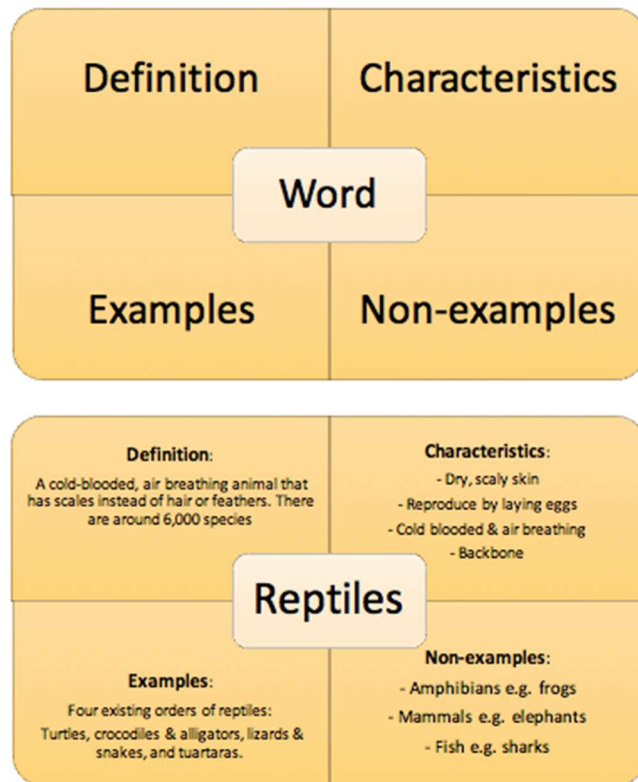 Definition
Characteristics
Word
Examples
Non-examples
Definition:
A cold-blooded, air breathing animal that
has scales instead of hair or feathers. There
are around 6,000 species
Characteristics:
- Dry, scaly skin
- Reproduce by laying eggs
- Cold blooded & air breathing
- Backbone
Reptiles
Examples:
Four existing orders of reptiles:
Turtles, crocodiles & alligators, lizards &
snakes, and tuartaras.
Non-examples:
- Amphibians e.g. frogs
- Mammals e.g. elephants
- Fish e.g. sharks